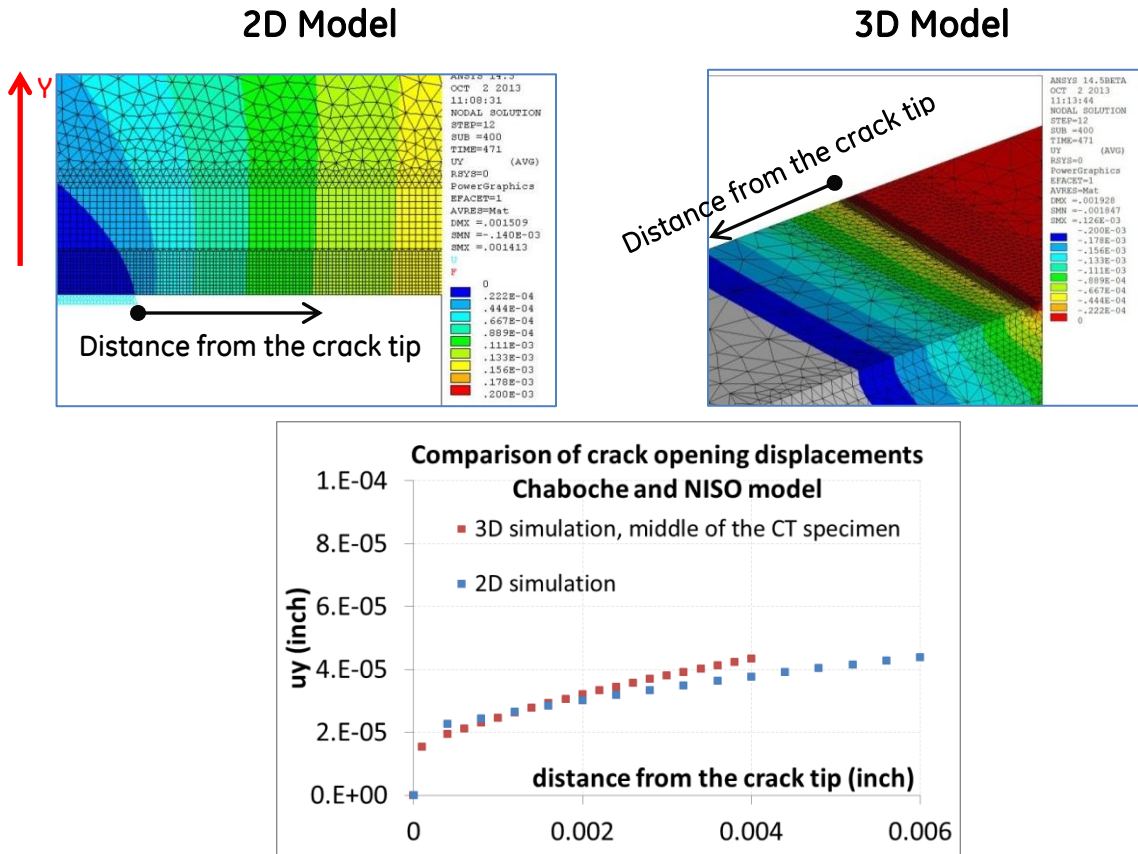 2D Model
3D Model
Y
ANSYS 14.5
OCT 2 2013
11:08:31
NODAL SOLUTION
STEP=12
SUB =400
TIME=471
UY (AVG)
RSYS=0
PowerGraphics
EFACET=1
AVRES=Mat
DMX =.001509
SMN =-.140E-03
SMX =.001413
U
F
0
.222E-04
.444E-04
.667E-04
.889E-04
.111E-03
.133E-03
.156E-03
.178E-03
.200E-03
Distance from the crack tip
Distance from the crack tip
ANSYS 14.5BETA
OCT 2 2013
11:13:44
NODAL SOLUTION
STEP=12
SUB =400
TIME=471
UY (AVG)
RSYS=0
PowerGraphics
EFACET=1
AVRES=Mat
DMX =.001928
SMN =-.001847
SMX =.126E-03
-.200E-03
-.178E-03
-.156E-03
-.133E-03
-.111E-03
-.889E-04
-.667E-04
-.444E-04
-.222E-04
0
Comparison of crack opening displacements
Chaboche and NISO model
3D simulation, middle of the CT specimen
2D simulation
uy (inch)
1.E-04
8.E-05
6.E-05
4.E-05
2.E-05
0.E+00
distance from the crack tip (inch)
0
0.002
0.004
0.006